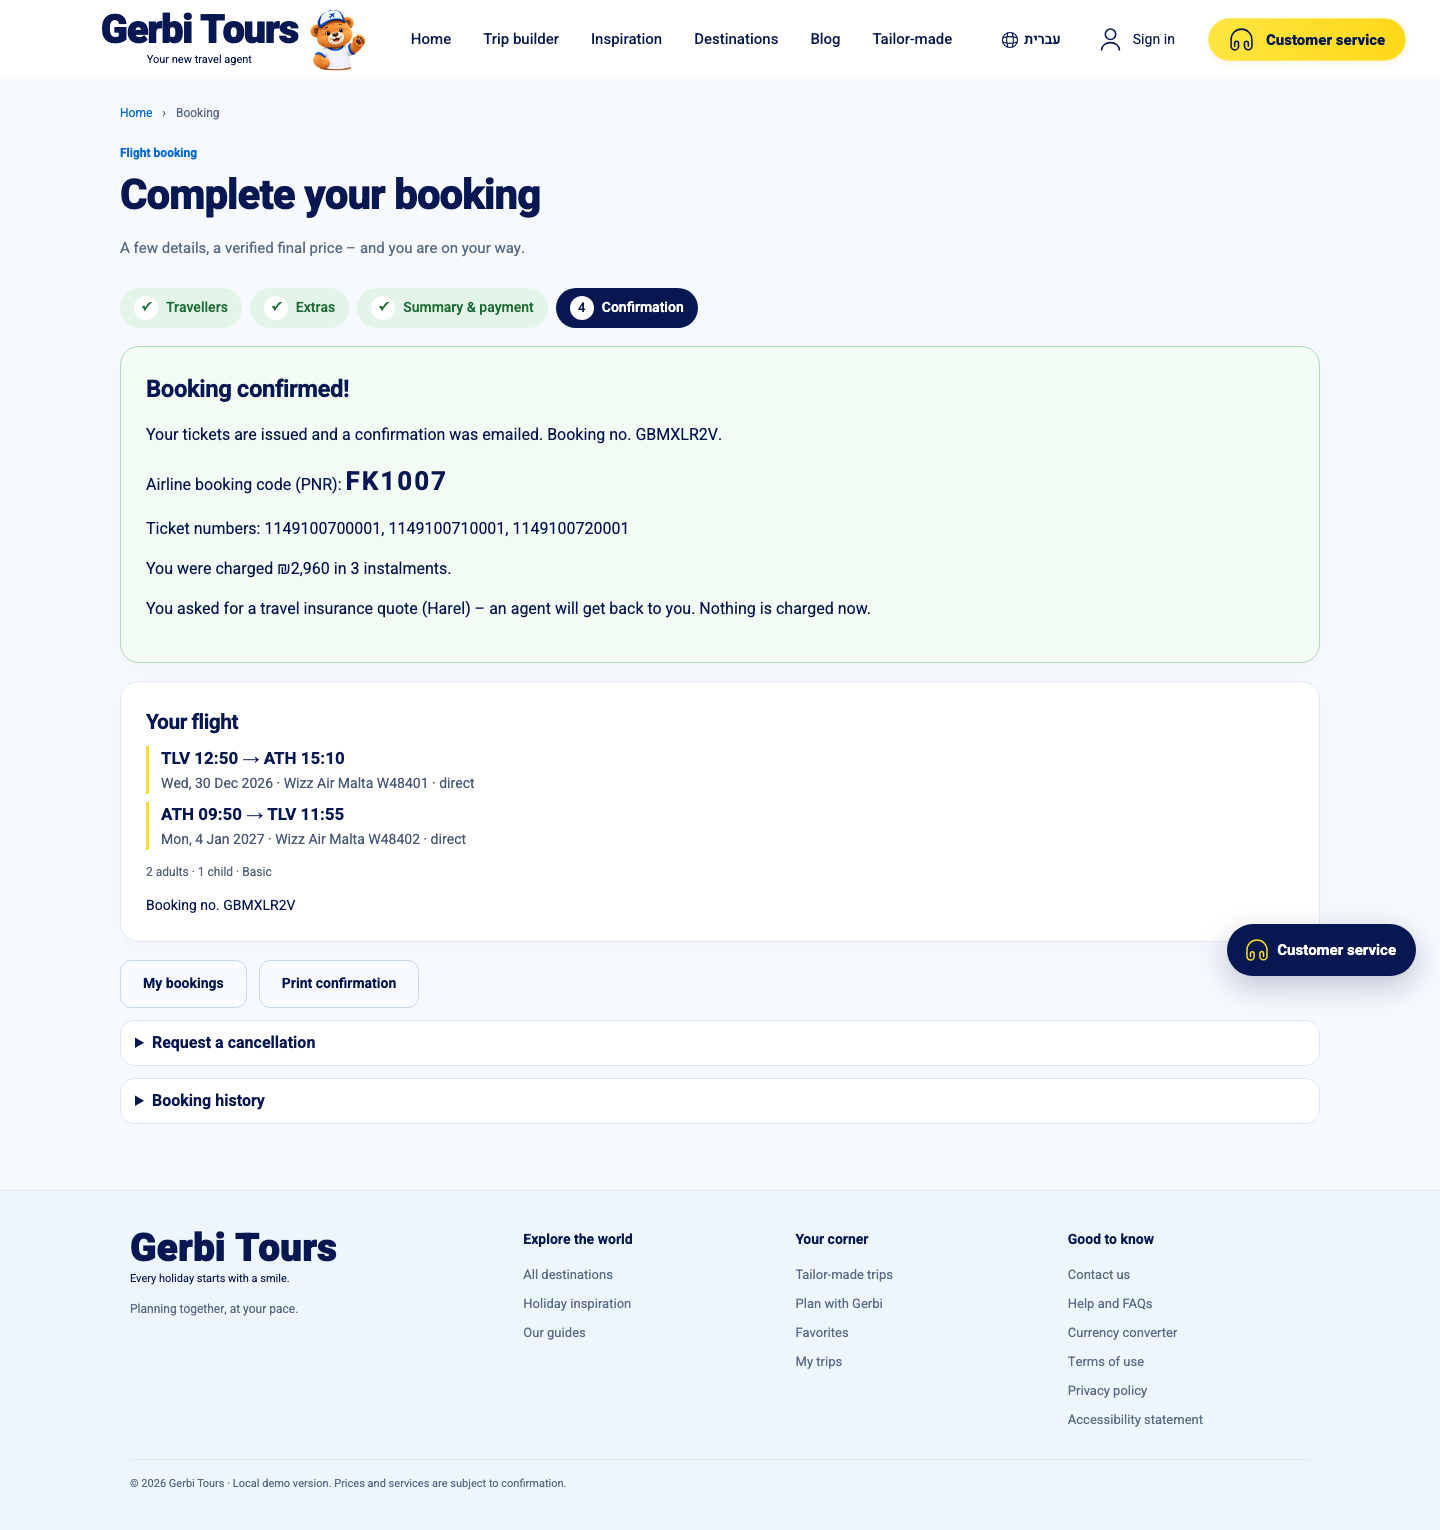 Gerbi Tours
Your new travel agent
Home
Trip builder
Inspiration
Destinations
Blog
Tailor-made
עברית
Sign in
Customer service
Home › Booking
Flight booking
Complete your booking
A few details, a verified final price – and you are on your way.
✓ Travellers
✓ Extras
✓ Summary & payment
4 Confirmation
Booking confirmed!
Your tickets are issued and a confirmation was emailed. Booking no. GBMXLR2V.
Airline booking code (PNR): FK1007
Ticket numbers: 1149100700001, 1149100710001, 1149100720001
You were charged ₪2,960 in 3 instalments.
You asked for a travel insurance quote (Harel) – an agent will get back to you. Nothing is charged now.
Your flight
TLV 12:50 → ATH 15:10
Wed, 30 Dec 2026 · Wizz Air Malta W48401 · direct
ATH 09:50 → TLV 11:55
Mon, 4 Jan 2027 · Wizz Air Malta W48402 · direct
2 adults · 1 child · Basic
Booking no. GBMXLR2V
Customer service
My bookings
Print confirmation
Request a cancellation
Booking history
Gerbi Tours
Every holiday starts with a smile.
Planning together, at your pace.
Explore the world
All destinations
Holiday inspiration
Our guides
Your corner
Tailor-made trips
Plan with Gerbi
Favorites
My trips
Good to know
Contact us
Help and FAQs
Currency converter
Terms of use
Privacy policy
Accessibility statement
© 2026 Gerbi Tours · Local demo version. Prices and services are subject to confirmation.